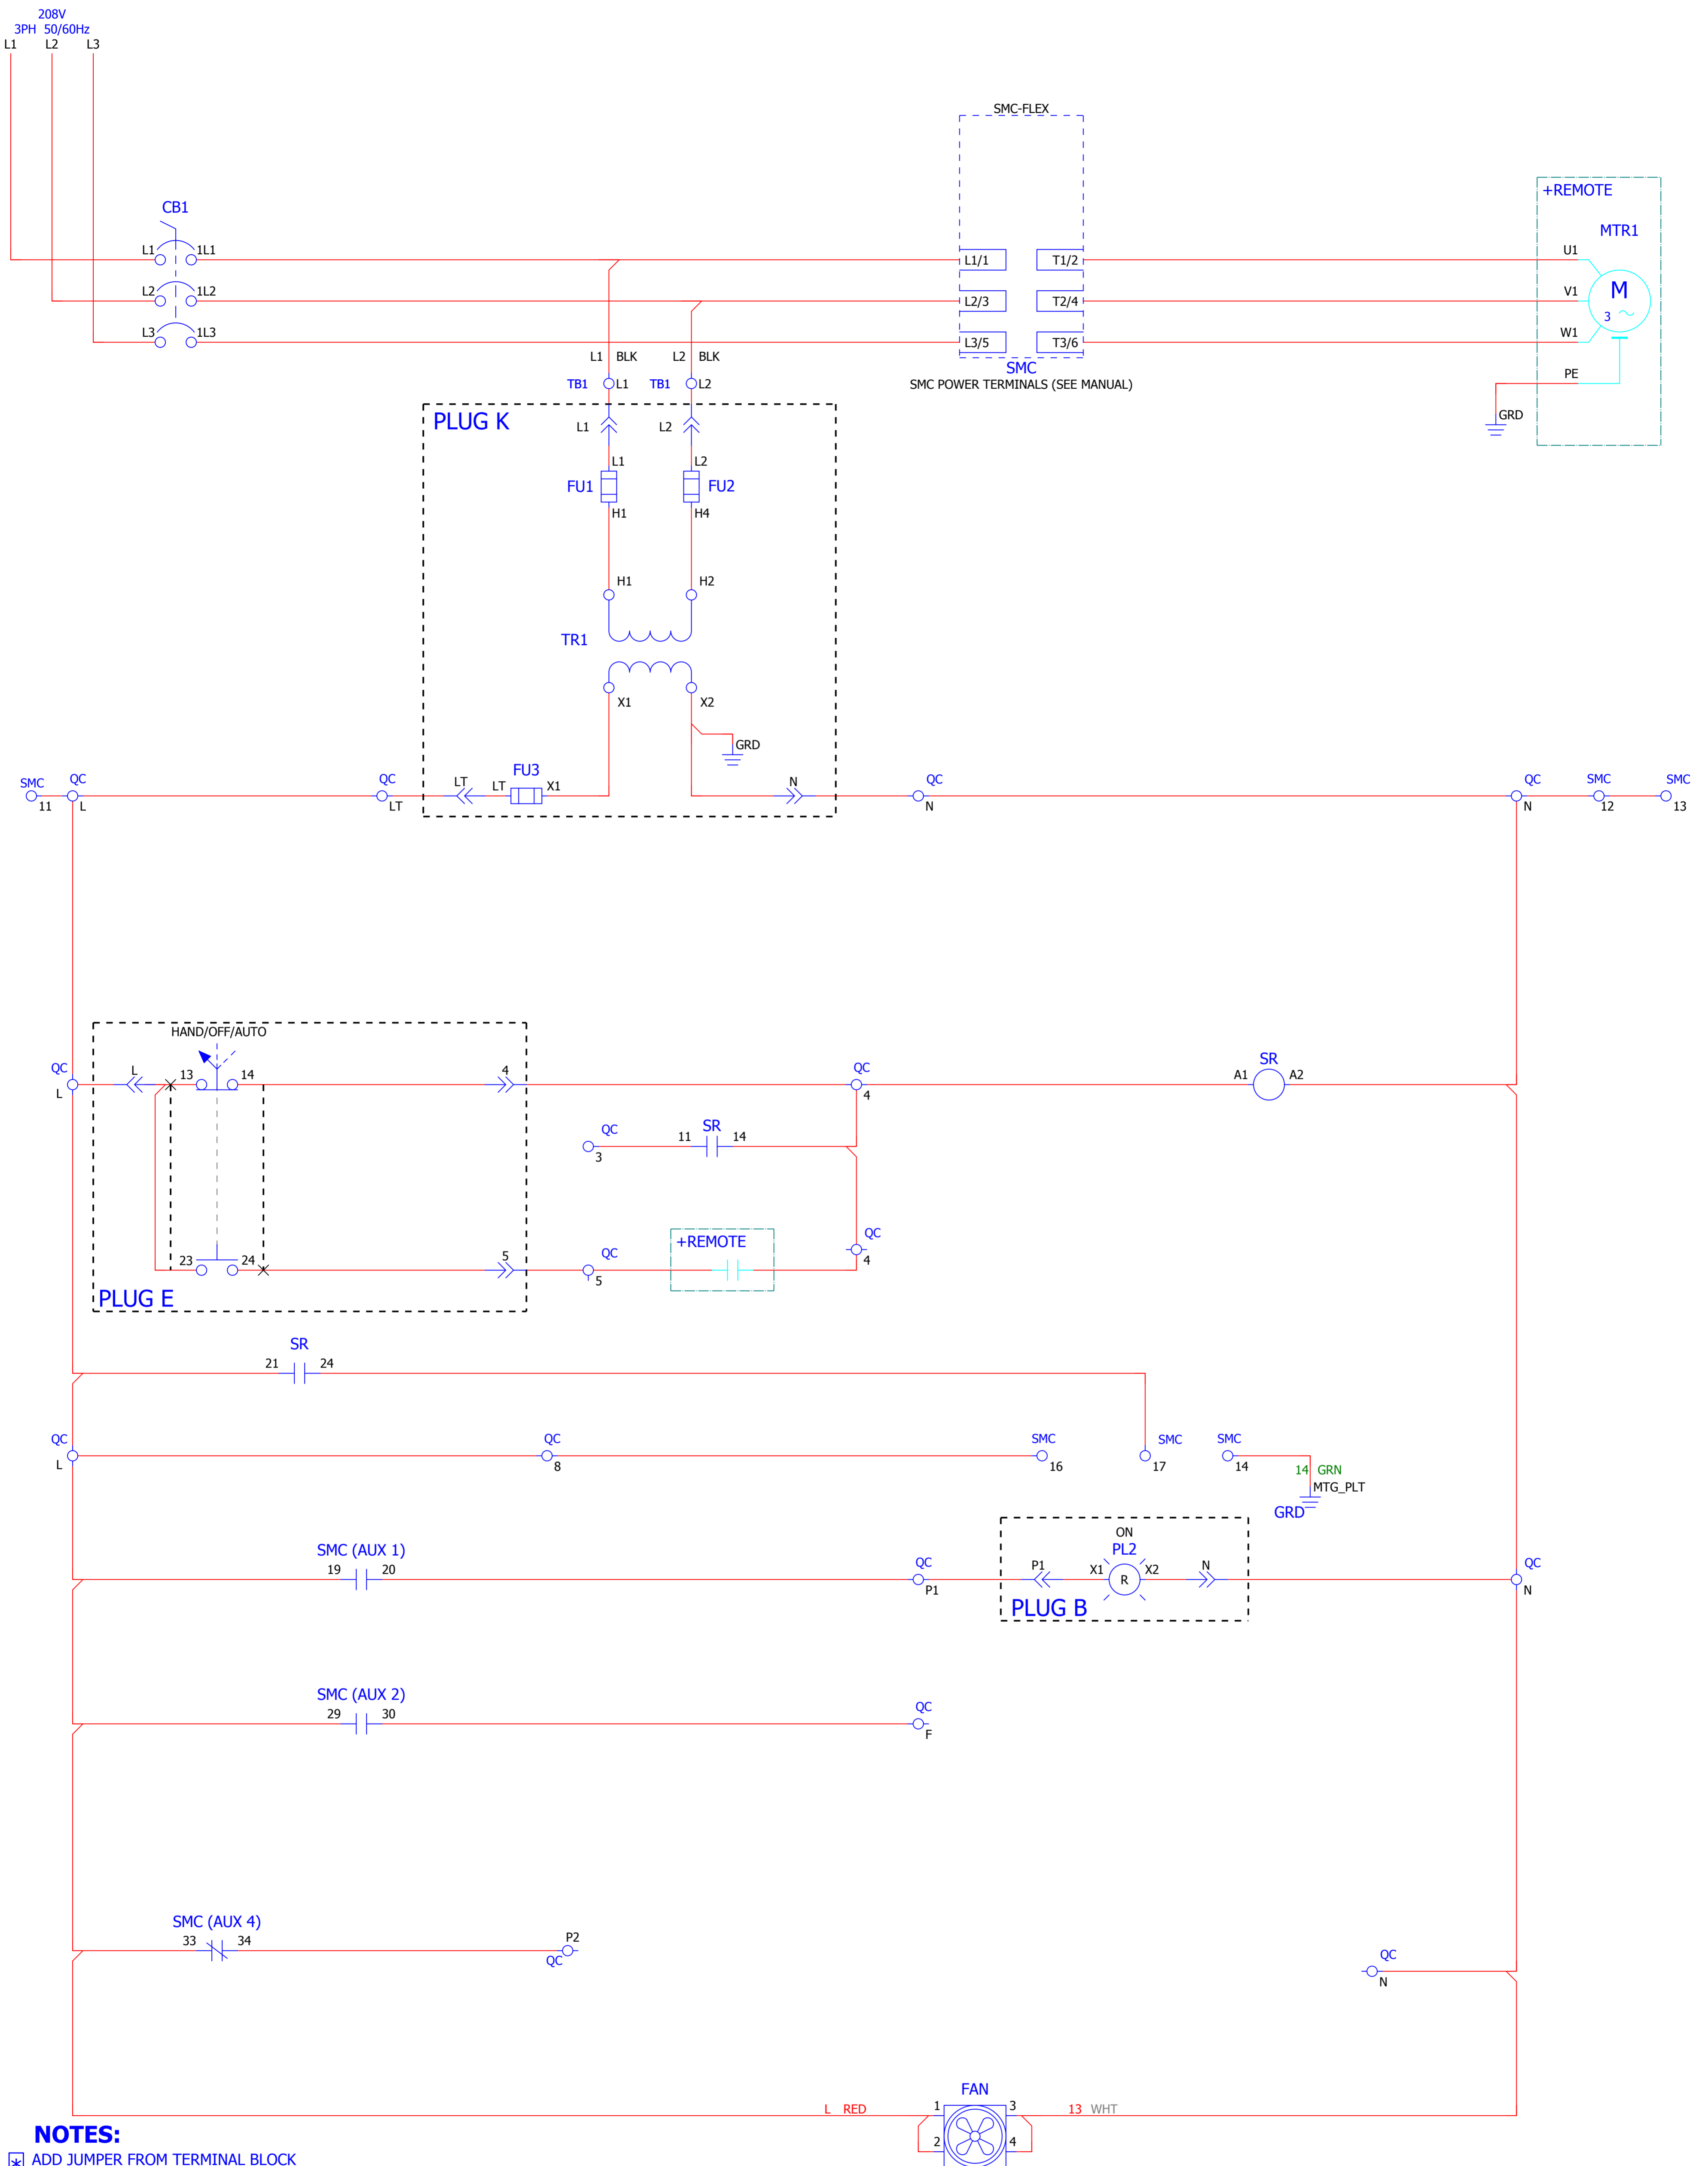 208V
3PH 50/60Hz
L1 L2 L3
SMC-FLEX
+REMOTE
CB1
MTR1
L1 1L1
L1/1 T1/2
U1
L2 1L2
L2/3 T2/4
V1
M
3
L3 1L3
L3/5 T3/6
W1
L1 BLK L2 BLK
SMC
SMC POWER TERMINALS (SEE MANUAL)
PE
TB1 L1 TB1 L2
GRD
PLUG K
L1 L2
L1 L2
FU1 FU2
H1 H4
H1 H2
TR1
X1 X2
GRD
FU3
SMC QC QC LT LT X1 N QC QC SMC SMC
11 L LT N N 12 13
HAND/OFF/AUTO
QC L 13 14 4 QC SR
L 4 A1 A2
QC SR
3 11 14
+REMOTE
QC
4
23 24 5 QC
5
PLUG E
SR
21 24
QC QC SMC SMC SMC
L 8 16 17 14
14 GRN
MTG_PLT
GRD
ON
SMC (AUX 1) PL2
19 20 QC P1 X1 X2 N QC
P1 R N
PLUG B
SMC (AUX 2)
29 30 QC
F
SMC (AUX 4)
33 34 P2
QC
QC
N
FAN
L RED 1 3 13 WHT
2 4
NOTES:
* ADD JUMPER FROM TERMINAL BLOCK